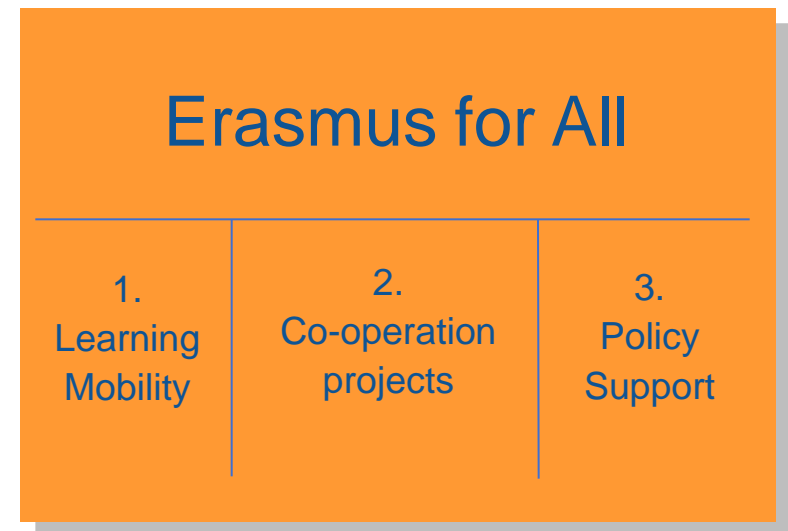 Erasmus for All
1.
Learning
Mobility
2.
Co-operation
projects
3.
Policy
Support